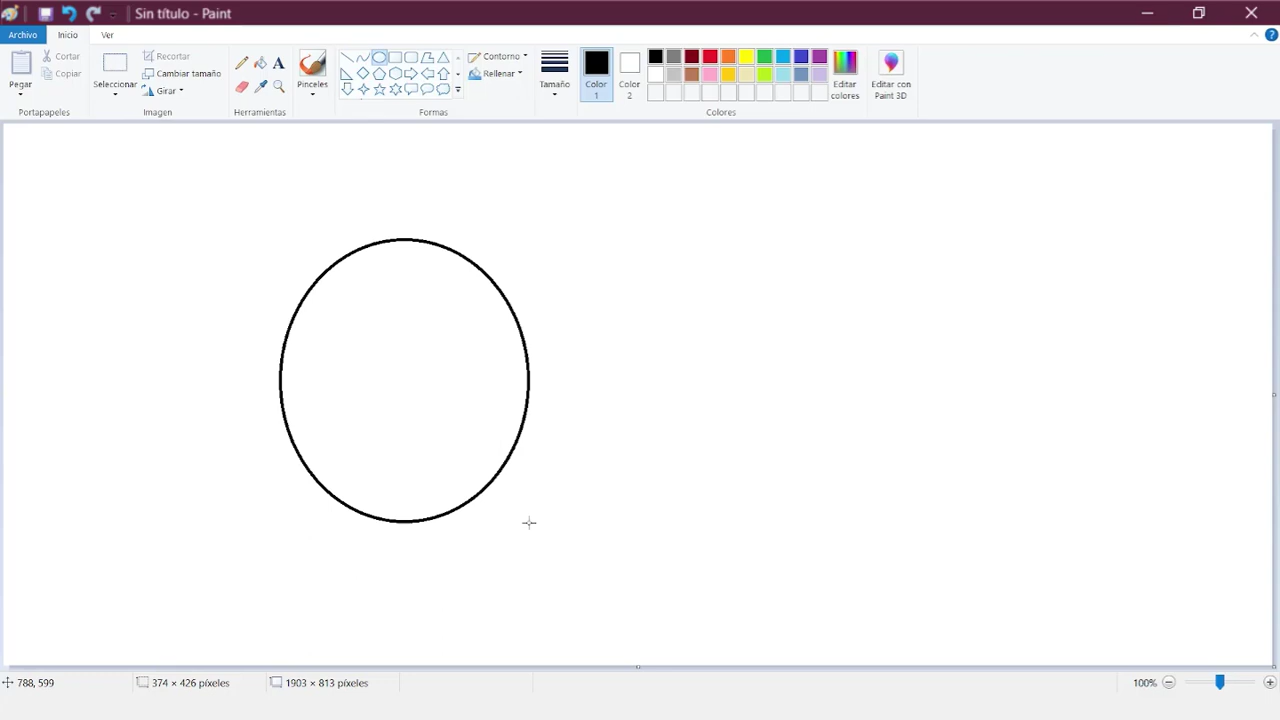 Sin título - Paint
Archivo Inicio Ver
Pegar
Cortar
Copiar
Portapapeles
Seleccionar
Recortar
Cambiar tamaño
Girar
Imagen
A
Herramientas
Pinceles
Contorno
Rellenar
Formas
Tamaño
Color
1
Color
2
Editar
colores
Colores
Editar con
Paint 3D
788, 599
374 × 426 píxeles
1903 × 813 píxeles
100%